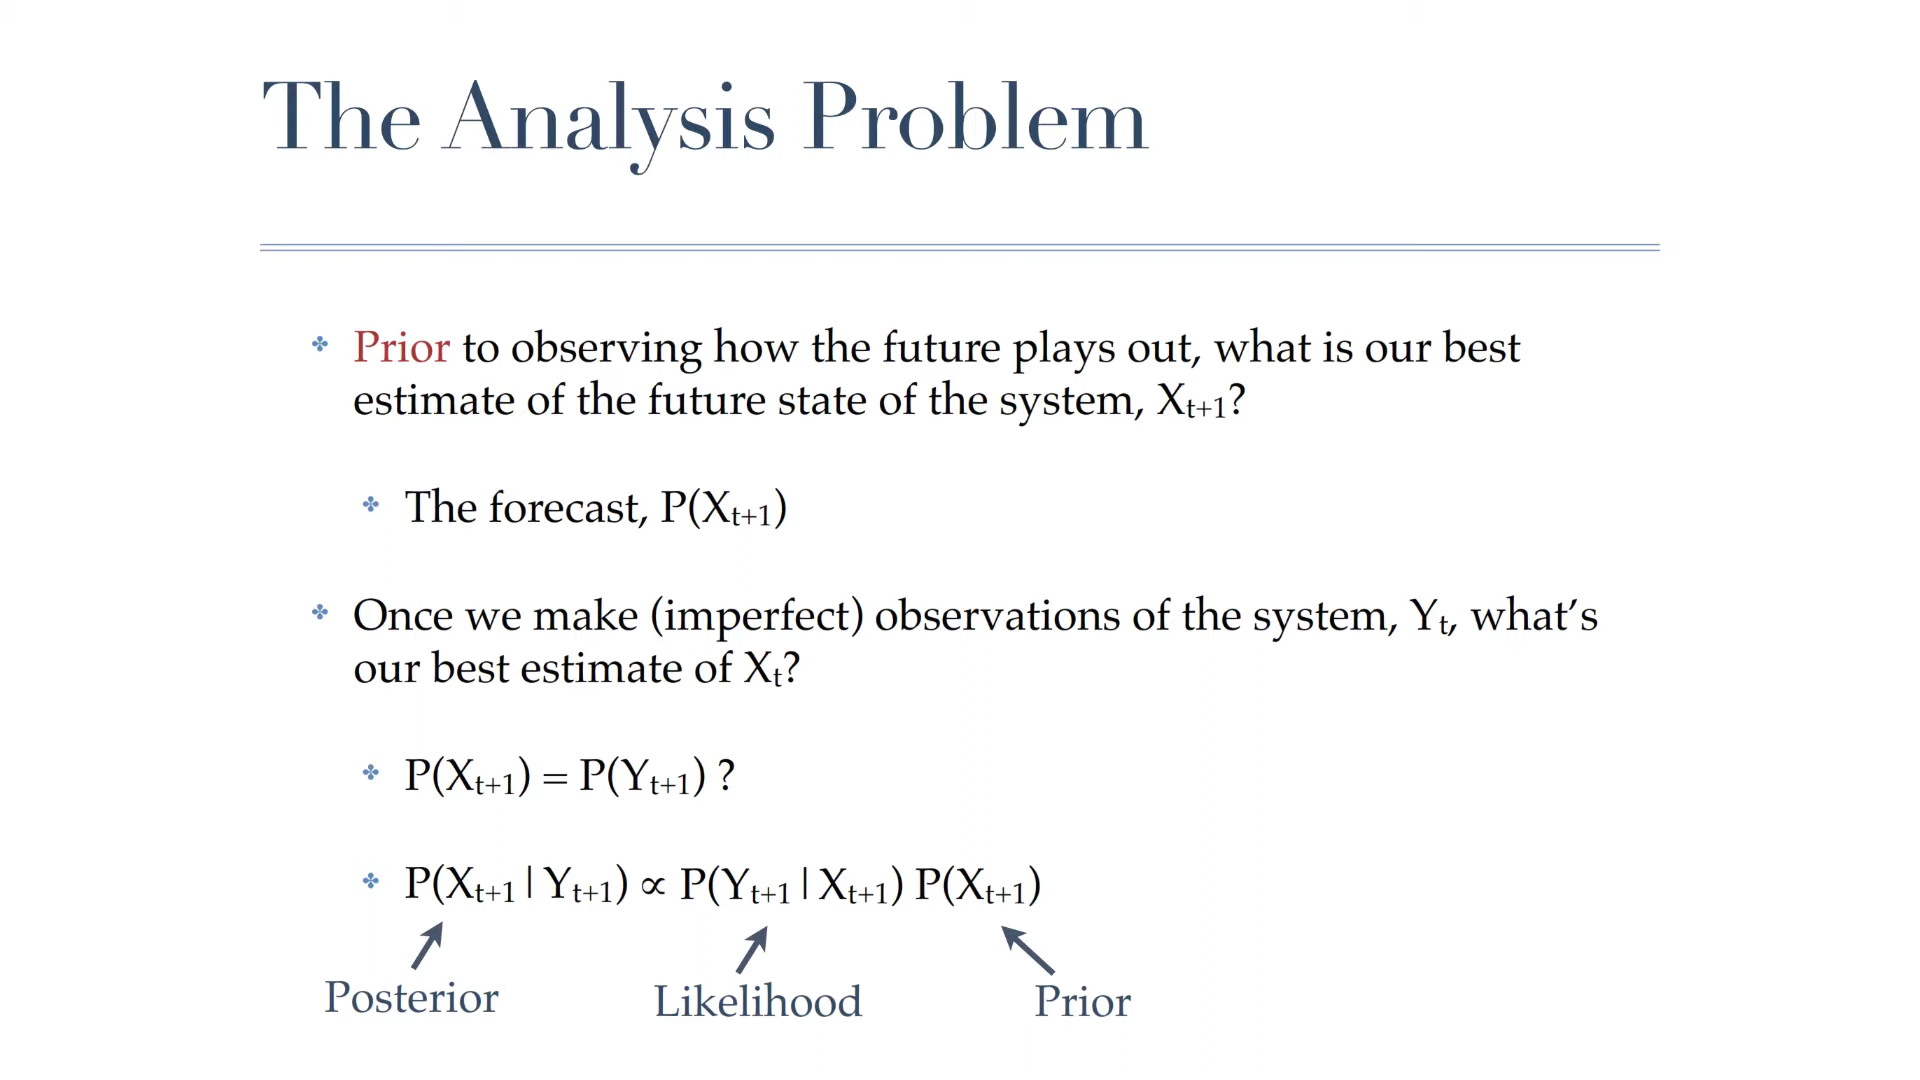 The Analysis Problem
Prior to observing how the future plays out, what is our best
estimate of the future state of the system, Xₜ₊₁?
The forecast, P(Xₜ₊₁)
Once we make (imperfect) observations of the system, Yₜ, what’s
our best estimate of Xₜ?
P(Xₜ₊₁) = P(Yₜ₊₁) ?
P(Xₜ₊₁ | Yₜ₊₁) ∝ P(Yₜ₊₁ | Xₜ₊₁) P(Xₜ₊₁)
Posterior Likelihood Prior